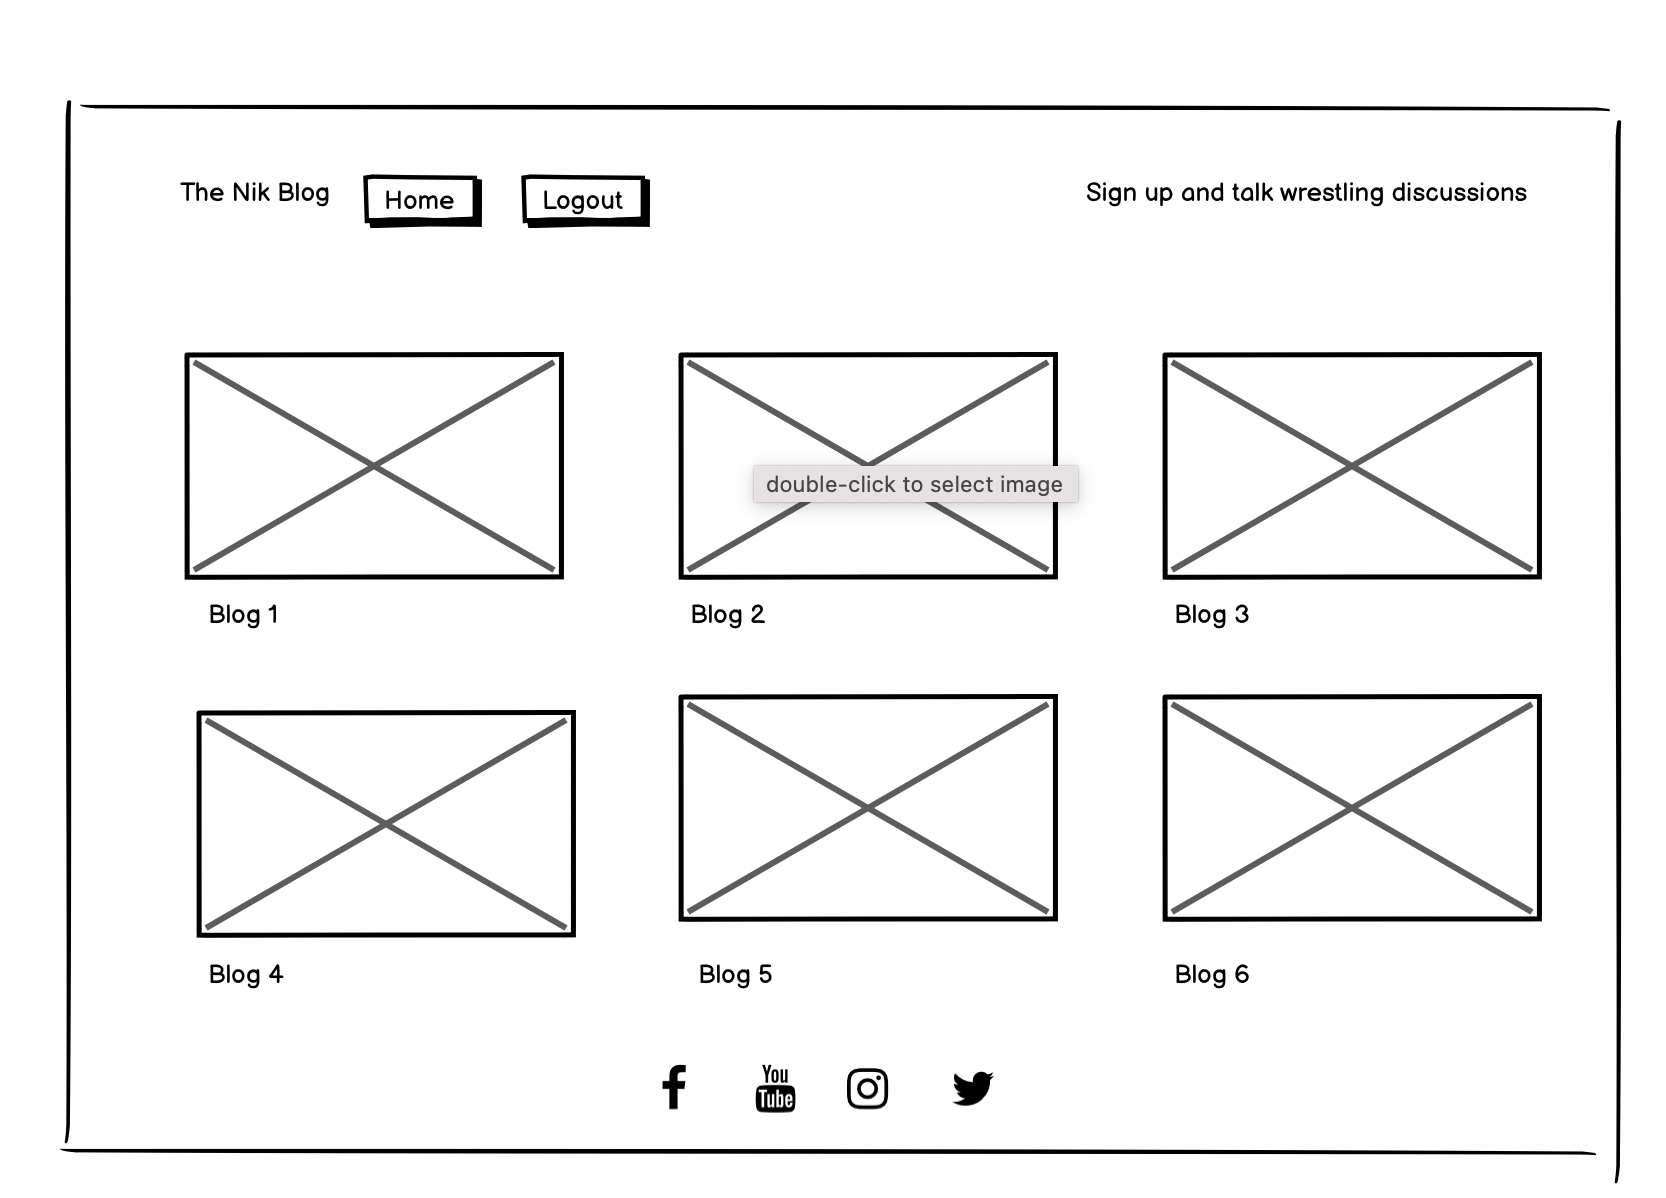 The Nik Blog Home Logout Sign up and talk wrestling discussions
double-click to select image
Blog 1 Blog 2 Blog 3
Blog 4 Blog 5 Blog 6
You
Tube